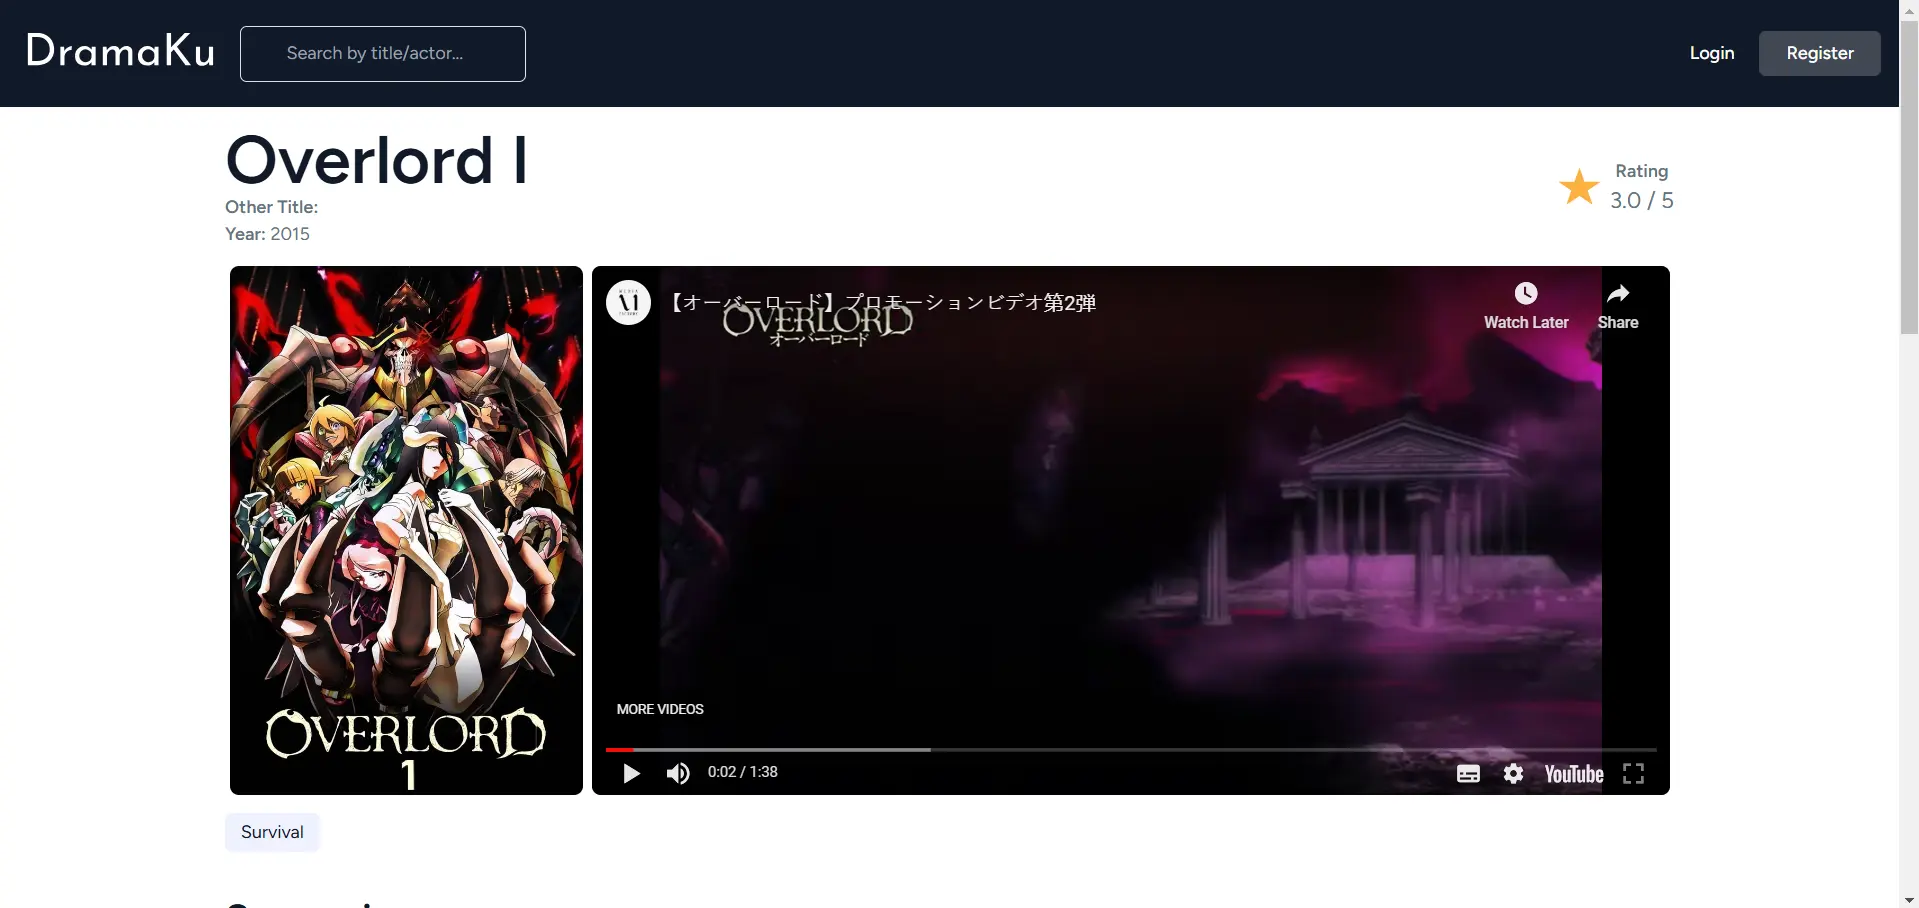 DramaKu
Search by title/actor...
Login
Register
Overlord I
Other Title:
Year: 2015
Rating
3.0 / 5
【オーバーロード】プロモーションビデオ第2弾
OVERLORD
オーバーロード
Watch Later
Share
OVERLORD
1
MORE VIDEOS
0:02 / 1:38
YouTube
Survival